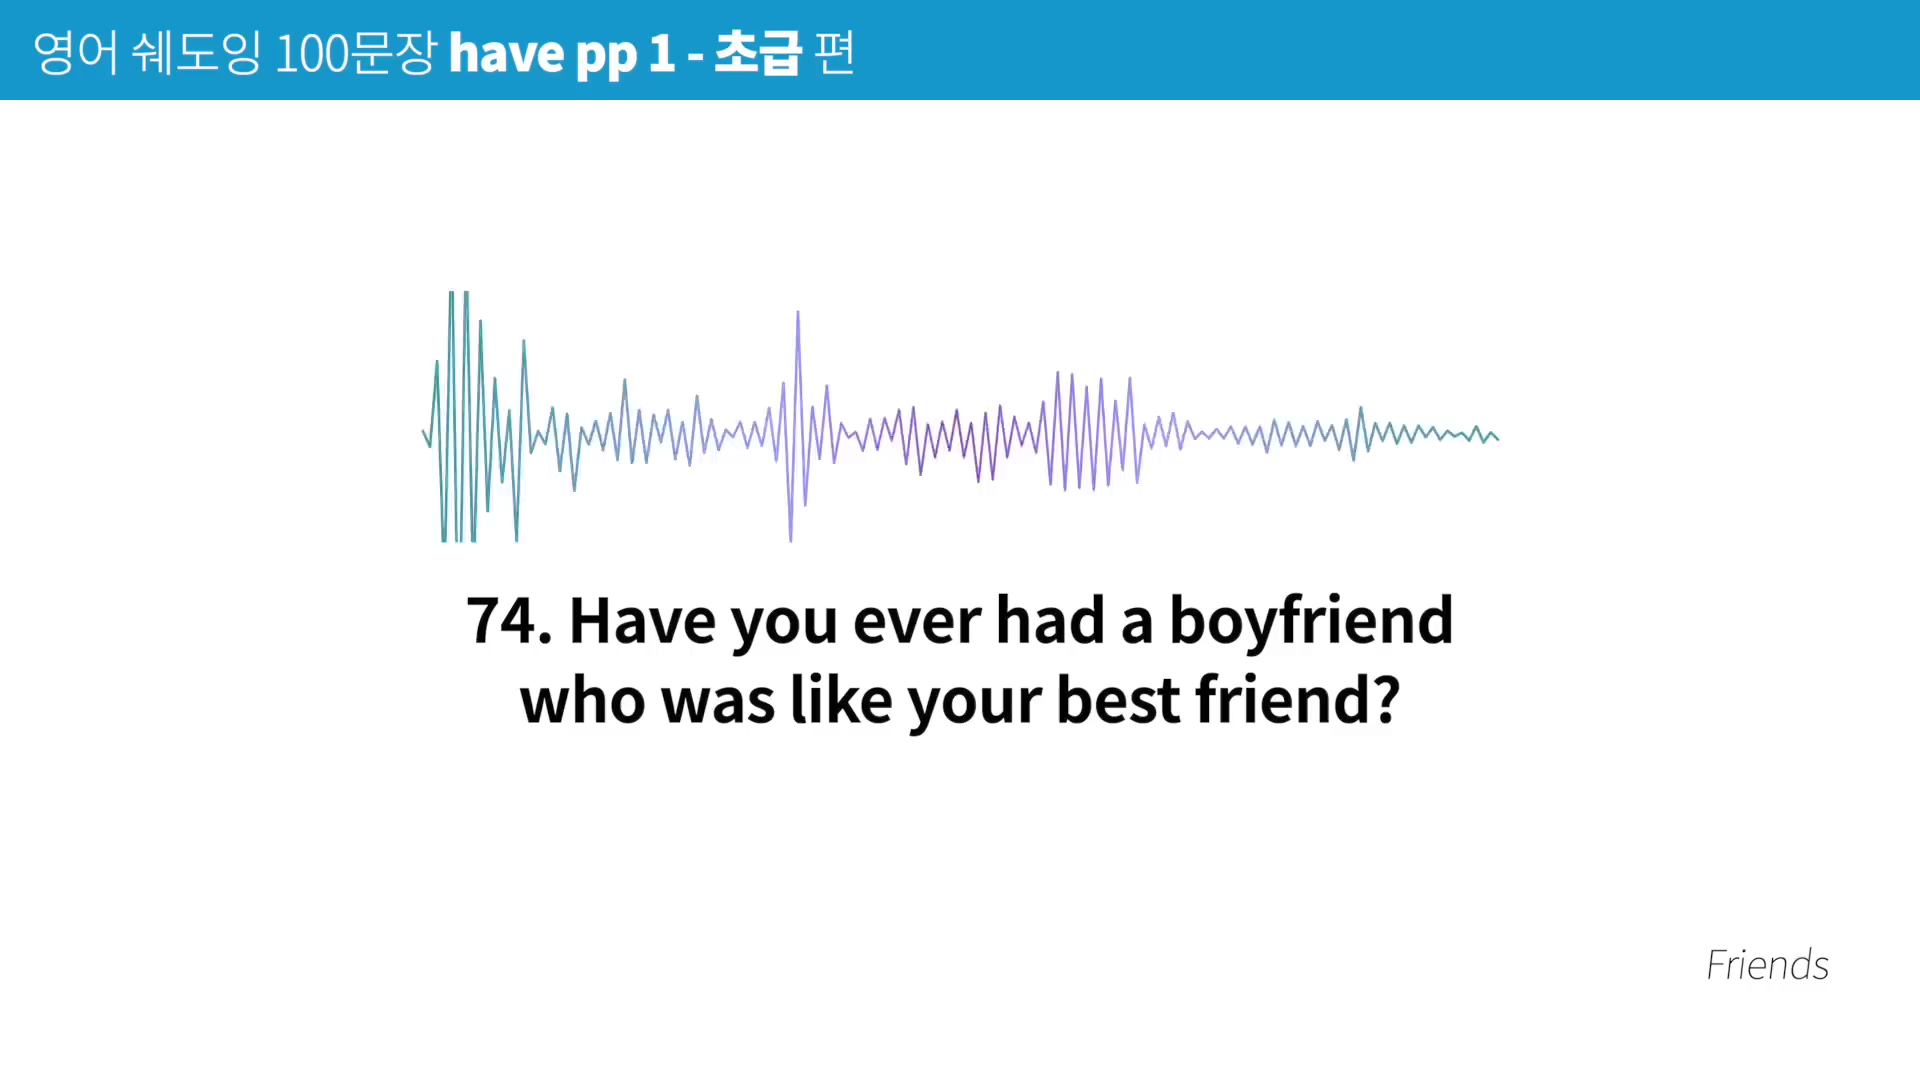 영어 쉐도잉 100문장 have pp 1 - 초급 편
74. Have you ever had a boyfriend
who was like your best friend?
Friends